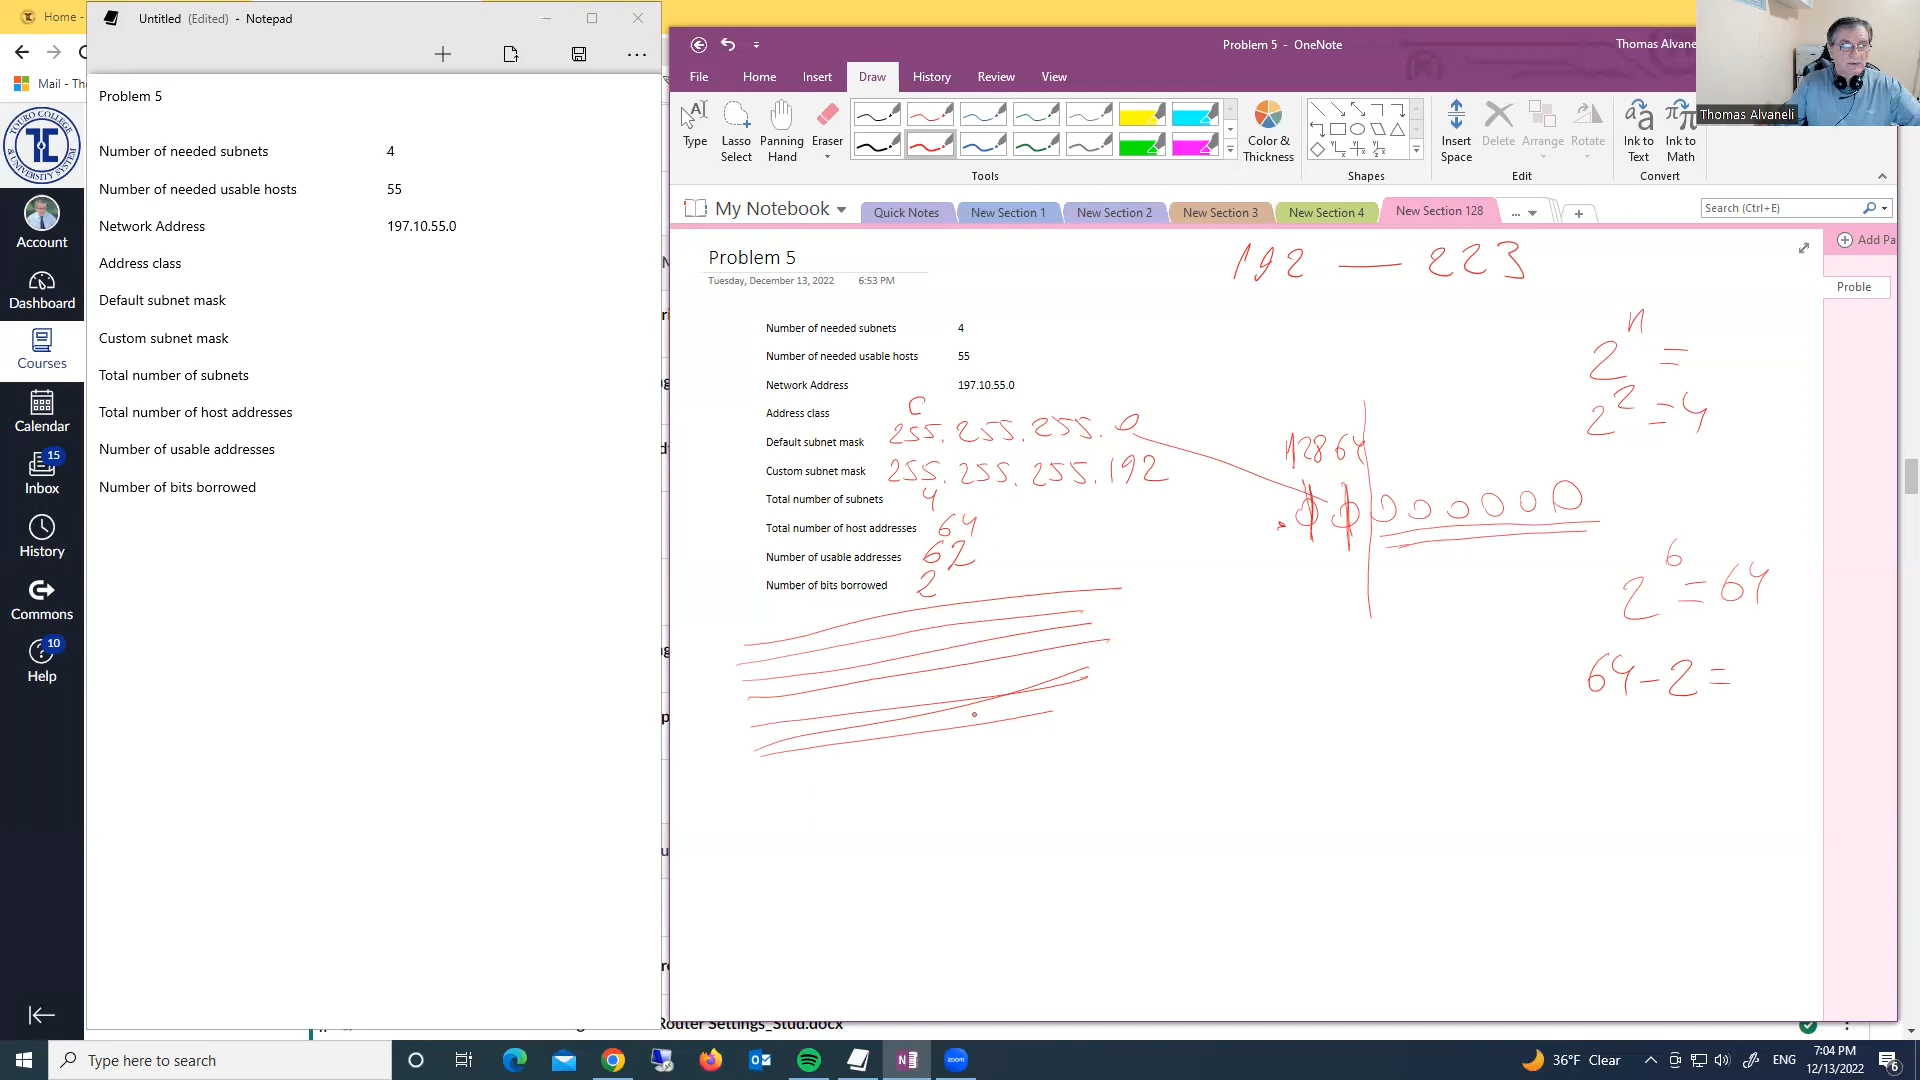 Home -
Mail - Th
TOURO COLLEGE
& UNIVERSITY SYSTEM
Account
Dashboard
Courses
Calendar
15
Inbox
History
Commons
10
Help
Untitled (Edited) - Notepad
Problem 5
Number of needed subnets 4
Number of needed usable hosts 55
Network Address 197.10.55.0
Address class
Default subnet mask
Custom subnet mask
Total number of subnets
Total number of host addresses
Number of usable addresses
Number of bits borrowed
Problem 5 - OneNote
Thomas Alvane
Thomas Alvaneli
File Home Insert Draw History Review View
Type Lasso Select Panning Hand Eraser
Color & Thickness
Insert Space Delete Arrange Rotate
Ink to Text Ink to Math
Tools Shapes Edit Convert
My Notebook Quick Notes New Section 1 New Section 2 New Section 3 New Section 4 New Section 128 ...
Search (Ctrl+E)
Add Pa
Proble
Problem 5
Tuesday, December 13, 2022 6:53 PM
192 — 223
Number of needed subnets 4
Number of needed usable hosts 55
Network Address 197.10.55.0
Address class C
Default subnet mask 255.255.255.0
Custom subnet mask 255.255.255.192
Total number of subnets 4
Total number of host addresses 64
Number of usable addresses 62
Number of bits borrowed 2
2^n =
2^2 = 4
128 64
.00000000
2^6 = 64
64 - 2 =
Router Settings_Stud.docx
Type here to search
zoom
36°F Clear
ENG
7:04 PM
12/13/2022
6